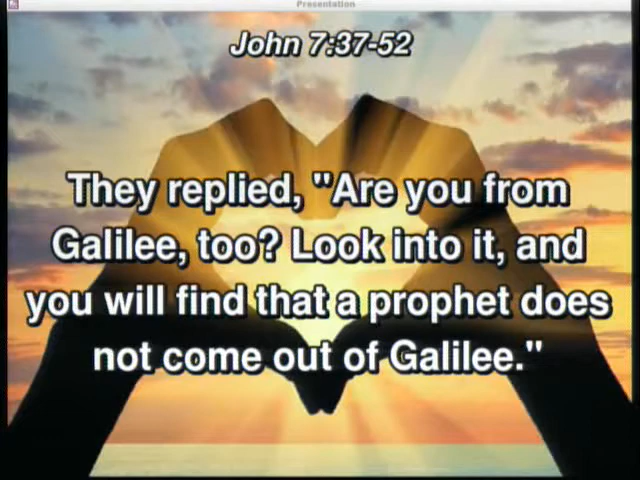 Presentation
John 7:37-52
They replied, "Are you from
Galilee, too? Look into it, and
you will find that a prophet does
not come out of Galilee."